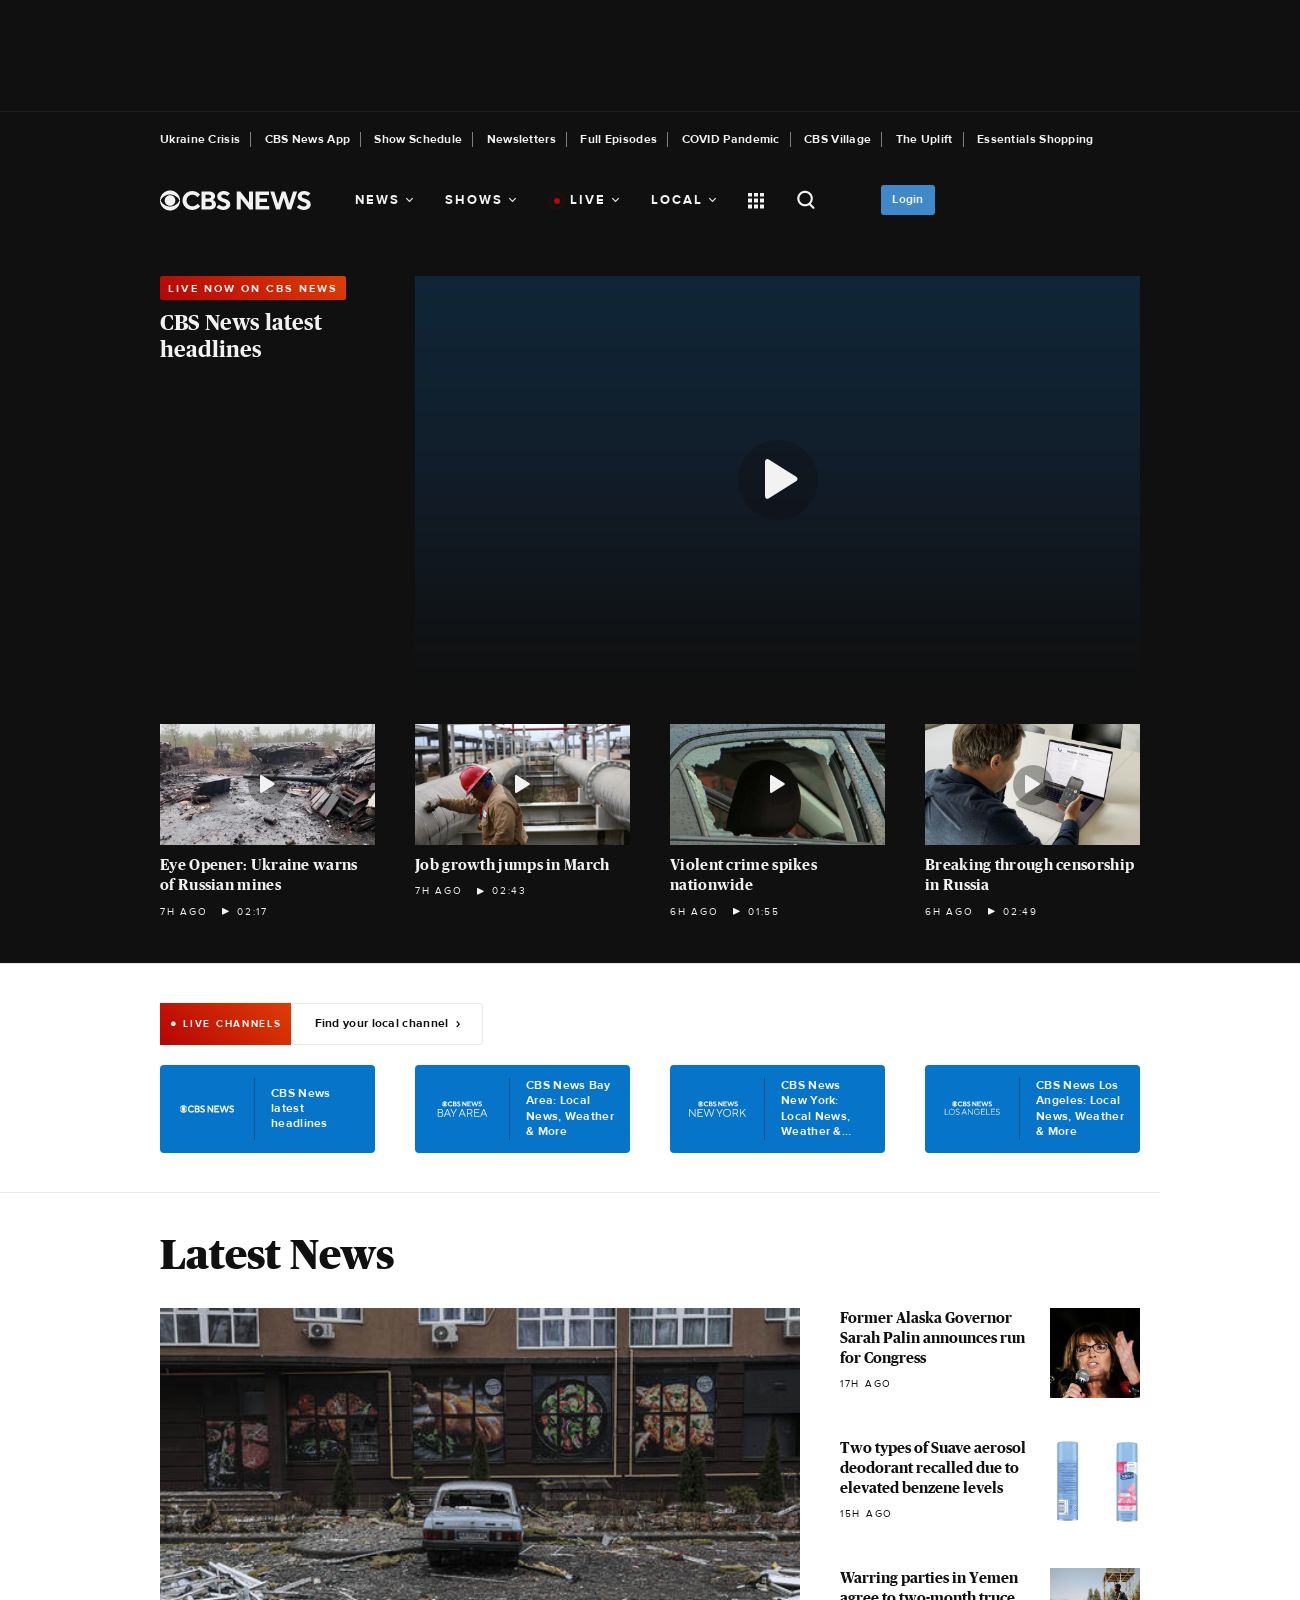 Ukraine Crisis CBS News App Show Schedule Newsletters Full Episodes COVID Pandemic CBS Village The Uplift Essentials Shopping
CBS NEWS NEWS SHOWS LIVE LOCAL Login
LIVE NOW ON CBS NEWS
CBS News latest
headlines
Eye Opener: Ukraine warns
of Russian mines
7H AGO 02:17
Job growth jumps in March
7H AGO 02:43
Violent crime spikes
nationwide
6H AGO 01:55
Breaking through censorship
in Russia
6H AGO 02:49
LIVE CHANNELS
Find your local channel
CBS NEWS
CBS News
latest
headlines
CBS NEWS
BAY AREA
CBS News Bay
Area: Local
News, Weather
& More
CBS NEWS
NEW YORK
CBS News
New York:
Local News,
Weather &...
CBS NEWS
LOS ANGELES
CBS News Los
Angeles: Local
News, Weather
& More
Latest News
Former Alaska Governor
Sarah Palin announces run
for Congress
17H AGO
Two types of Suave aerosol
deodorant recalled due to
elevated benzene levels
15H AGO
Warring parties in Yemen
agree to two-month truce